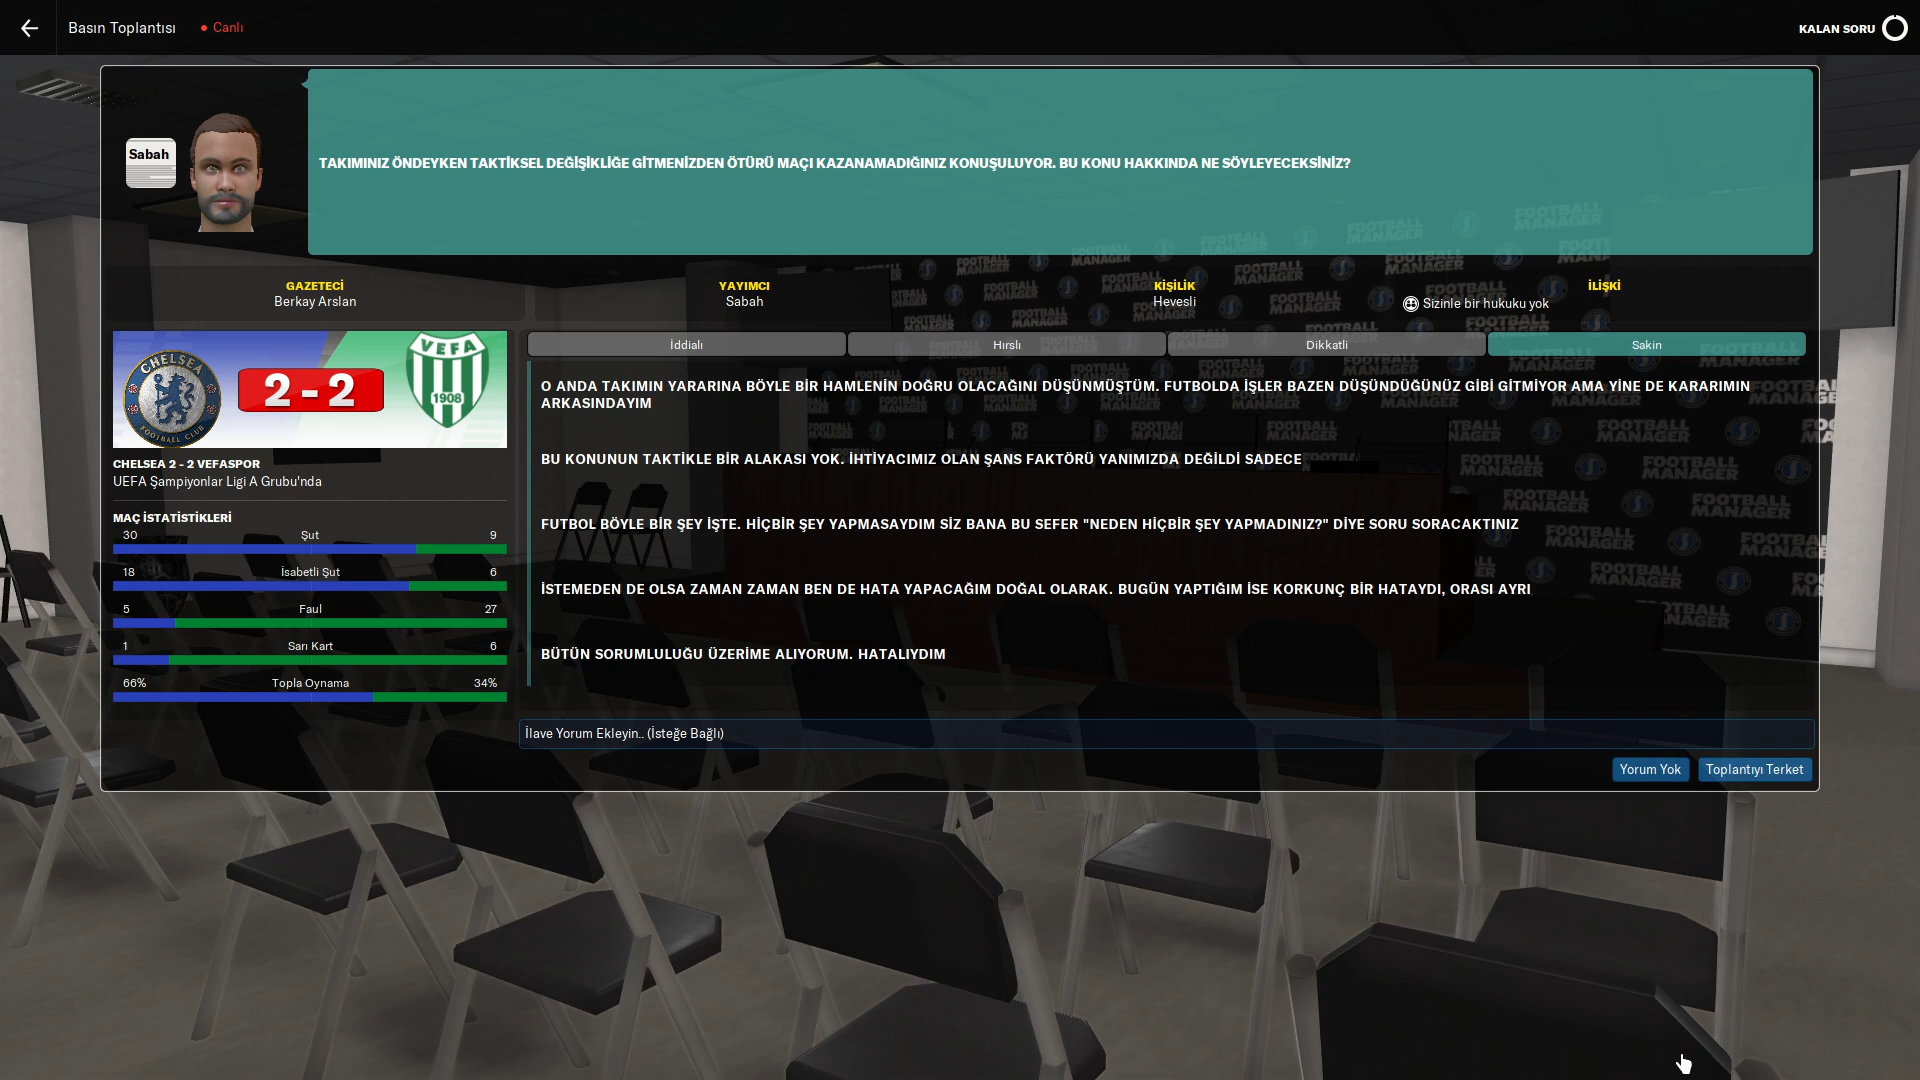 Basın Toplantısı
Canlı
KALAN SORU
Sabah
TAKIMINIZ ÖNDEYKEN TAKTİKSEL DEĞİŞİKLİĞE GİTMENİZDEN ÖTÜRÜ MAÇI KAZANAMADIĞINIZ KONUŞULUYOR. BU KONU HAKKINDA NE SÖYLEYECEKSİNİZ?
GAZETECİ
Berkay Arslan
YAYIMCI
Sabah
KİŞİLİK
Hevesli
İLİŞKİ
Sizinle bir hukuku yok
CHELSEA
FOOTBALL CLUB
2 - 2
VEFA
1908
CHELSEA 2 - 2 VEFASPOR
UEFA Şampiyonlar Ligi A Grubu'nda
MAÇ İSTATİSTİKLERİ
30 Şut 9
18 İsabetli Şut 6
5 Faul 27
1 Sarı Kart 6
66% Topla Oynama 34%
İddialı
Hırslı
Dikkatli
Sakin
O ANDA TAKIMIN YARARINA BÖYLE BİR HAMLENİN DOĞRU OLACAĞINI DÜŞÜNMÜŞTÜM. FUTBOLDA İŞLER BAZEN DÜŞÜNDÜĞÜNÜZ GİBİ GİTMİYOR AMA YİNE DE KARARIMIN
ARKASINDAYIM
BU KONUNUN TAKTİKLE BİR ALAKASI YOK. İHTİYACIMIZ OLAN ŞANS FAKTÖRÜ YANIMIZDA DEĞİLDİ SADECE
FUTBOL BÖYLE BİR ŞEY İŞTE. HİÇBİR ŞEY YAPMASAYDIM SİZ BANA BU SEFER "NEDEN HİÇBİR ŞEY YAPMADINIZ?" DİYE SORU SORACAKTINIZ
İSTEMEDEN DE OLSA ZAMAN ZAMAN BEN DE HATA YAPACAĞIM DOĞAL OLARAK. BUGÜN YAPTIĞIM İSE KORKUNÇ BİR HATAYDI, ORASI AYRI
BÜTÜN SORUMLULUĞU ÜZERİME ALIYORUM. HATALIYDIM
İlave Yorum Ekleyin.. (İsteğe Bağlı)
Yorum Yok
Toplantıyı Terket
FOOTBALL MANAGER